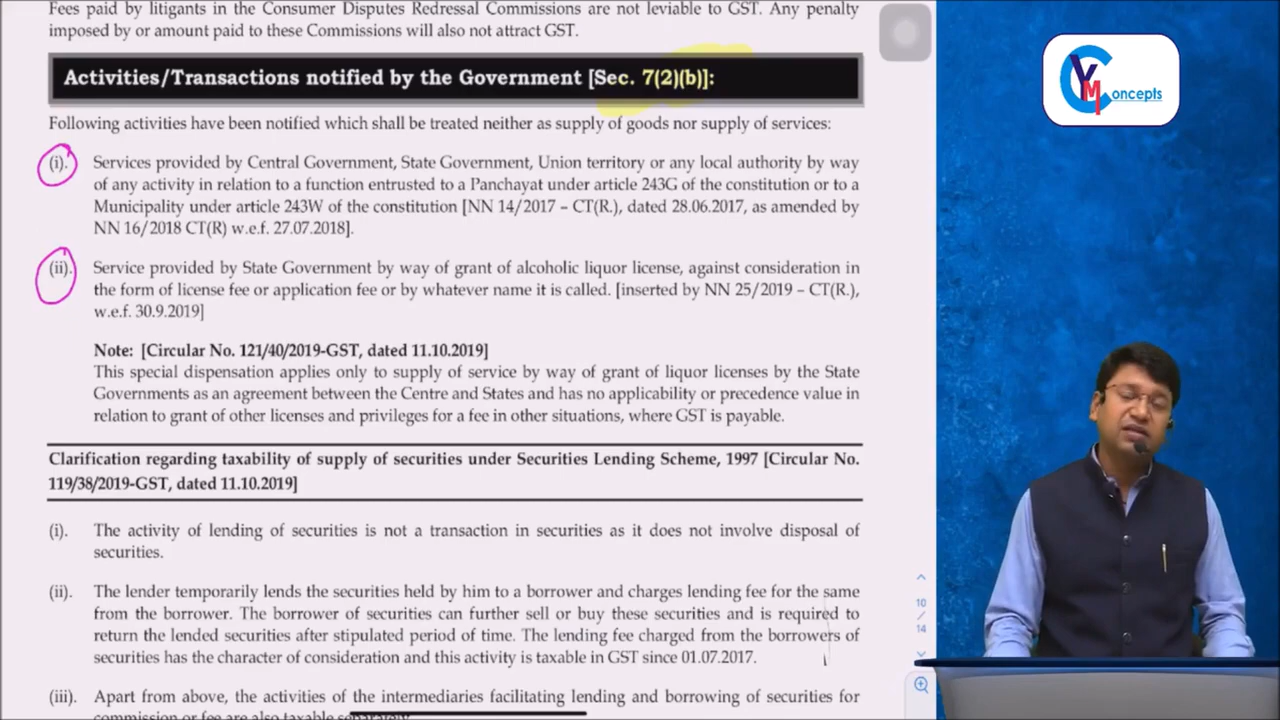 Fees paid by litigants in the Consumer Disputes Redressal Commissions are not leviable to GST. Any penalty
imposed by or amount paid to these Commissions will also not attract GST.
Activities/Transactions notified by the Government [Sec. 7(2)(b)]:
Following activities have been notified which shall be treated neither as supply of goods nor supply of services:
(i). Services provided by Central Government, State Government, Union territory or any local authority by way
of any activity in relation to a function entrusted to a Panchayat under article 243G of the constitution or to a
Municipality under article 243W of the constitution [NN 14/2017 – CT(R.), dated 28.06.2017, as amended by
NN 16/2018 CT(R) w.e.f. 27.07.2018].
(ii). Service provided by State Government by way of grant of alcoholic liquor license, against consideration in
the form of license fee or application fee or by whatever name it is called. [inserted by NN 25/2019 – CT(R.),
w.e.f. 30.9.2019]
Note: [Circular No. 121/40/2019-GST, dated 11.10.2019]
This special dispensation applies only to supply of service by way of grant of liquor licenses by the State
Governments as an agreement between the Centre and States and has no applicability or precedence value in
relation to grant of other licenses and privileges for a fee in other situations, where GST is payable.
Clarification regarding taxability of supply of securities under Securities Lending Scheme, 1997 [Circular No.
119/38/2019-GST, dated 11.10.2019]
(i). The activity of lending of securities is not a transaction in securities as it does not involve disposal of
securities.
(ii). The lender temporarily lends the securities held by him to a borrower and charges lending fee for the same
from the borrower. The borrower of securities can further sell or buy these securities and is required to
return the lended securities after stipulated period of time. The lending fee charged from the borrowers of
securities has the character of consideration and this activity is taxable in GST since 01.07.2017.
(iii). Apart from above, the activities of the intermediaries facilitating lending and borrowing of securities for
commission or fee are also taxable separately.
10
/
14
CYM
oncepts